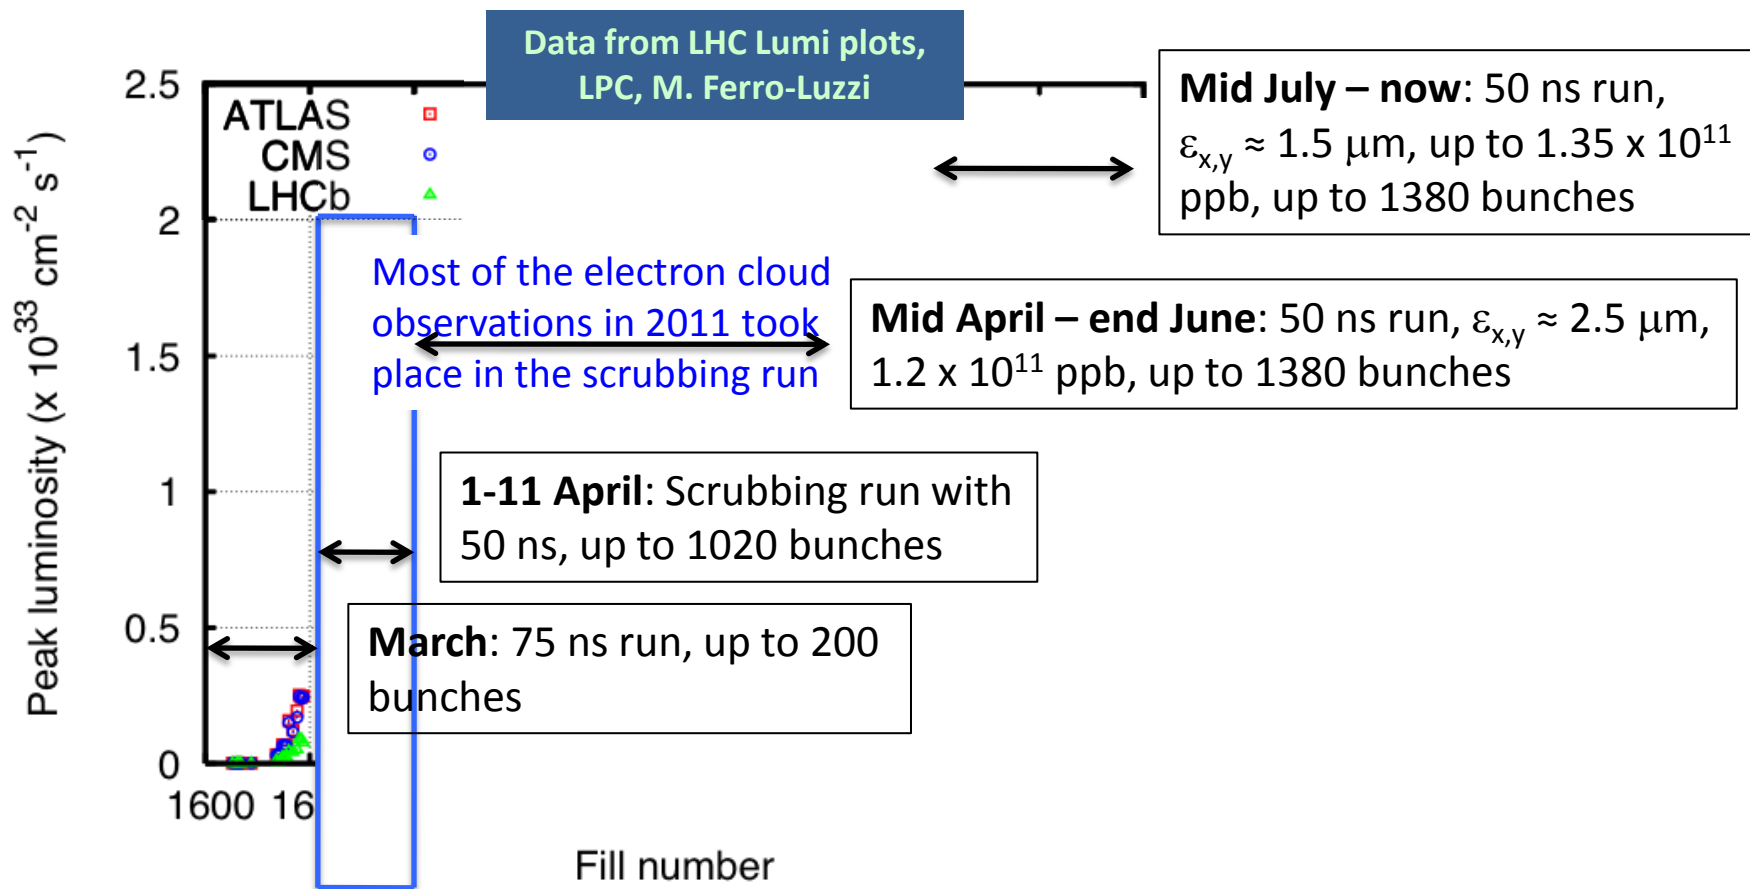 Data from LHC Lumi plots,
LPC, M. Ferro-Luzzi
Peak luminosity (x 10³³ cm⁻² s⁻¹)
2.5
2
1.5
1
0.5
0
ATLAS
CMS
LHCb
Mid July – now: 50 ns run,
εx,y ≈ 1.5 μm, up to 1.35 x 10¹¹
ppb, up to 1380 bunches
Most of the electron cloud
observations in 2011 took
place in the scrubbing run
Mid April – end June: 50 ns run, εx,y ≈ 2.5 μm,
1.2 x 10¹¹ ppb, up to 1380 bunches
1-11 April: Scrubbing run with
50 ns, up to 1020 bunches
March: 75 ns run, up to 200
bunches
1600 16
Fill number